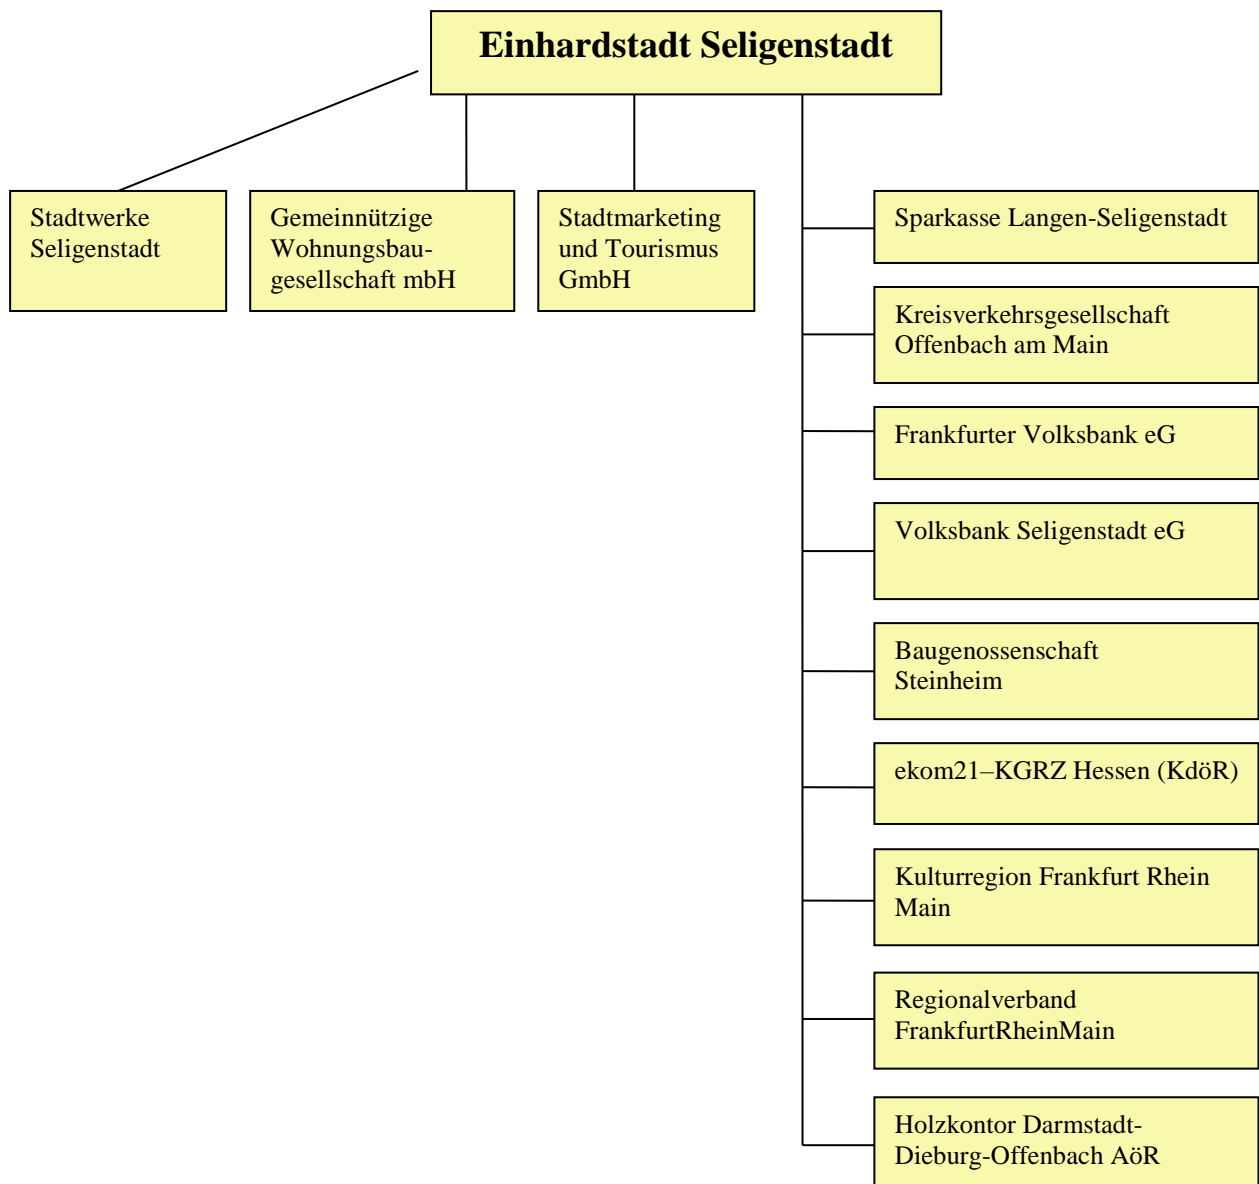 Einhardstadt Seligenstadt
Stadtwerke
Seligenstadt
Gemeinnützige
Wohnungsbau-
gesellschaft mbH
Stadtmarketing
und Tourismus
GmbH
Sparkasse Langen-Seligenstadt
Kreisverkehrsgesellschaft
Offenbach am Main
Frankfurter Volksbank eG
Volksbank Seligenstadt eG
Baugenossenschaft
Steinheim
ekom21–KGRZ Hessen (KdöR)
Kulturregion Frankfurt Rhein
Main
Regionalverband
FrankfurtRheinMain
Holzkontor Darmstadt-
Dieburg-Offenbach AöR